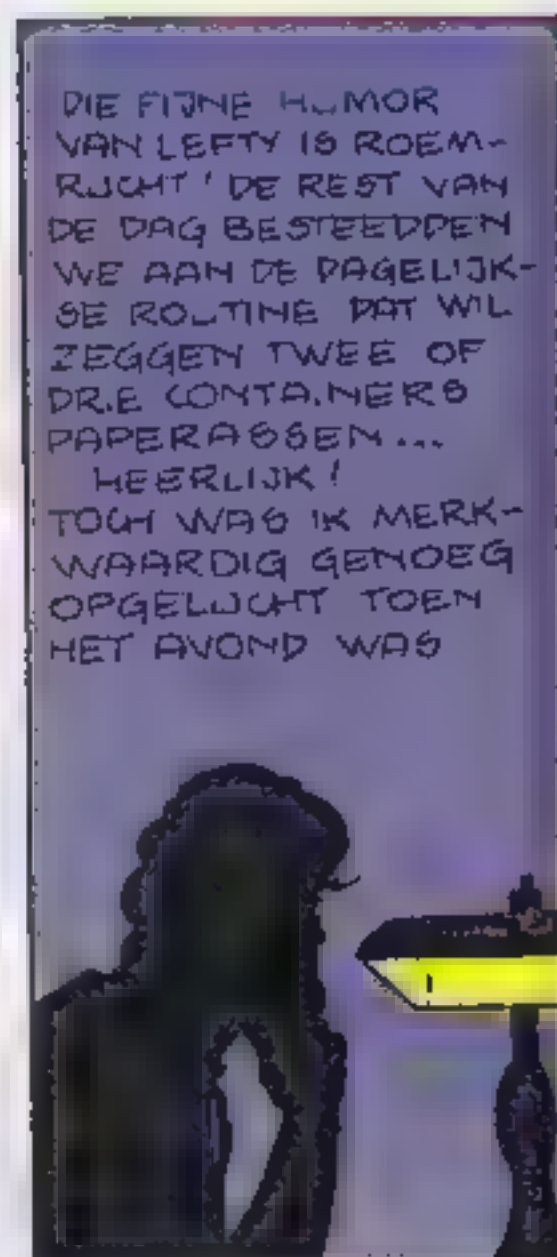 DIE FIJNE HUMOR
VAN LEFTY IS ROEM-
RUCHT! DE REST VAN
DE DAG BESTEEDDEN
WE AAN DE DAGELIJK-
SE ROUTINE DAT WIL
ZEGGEN TWEE OF
DRIE CONTAINERS
PAPERASSEN...
HEERLIJK!
TOCH WAS IK MERK-
WAARDIG GENOEG
OPGELUCHT TOEN
HET AVOND WAS